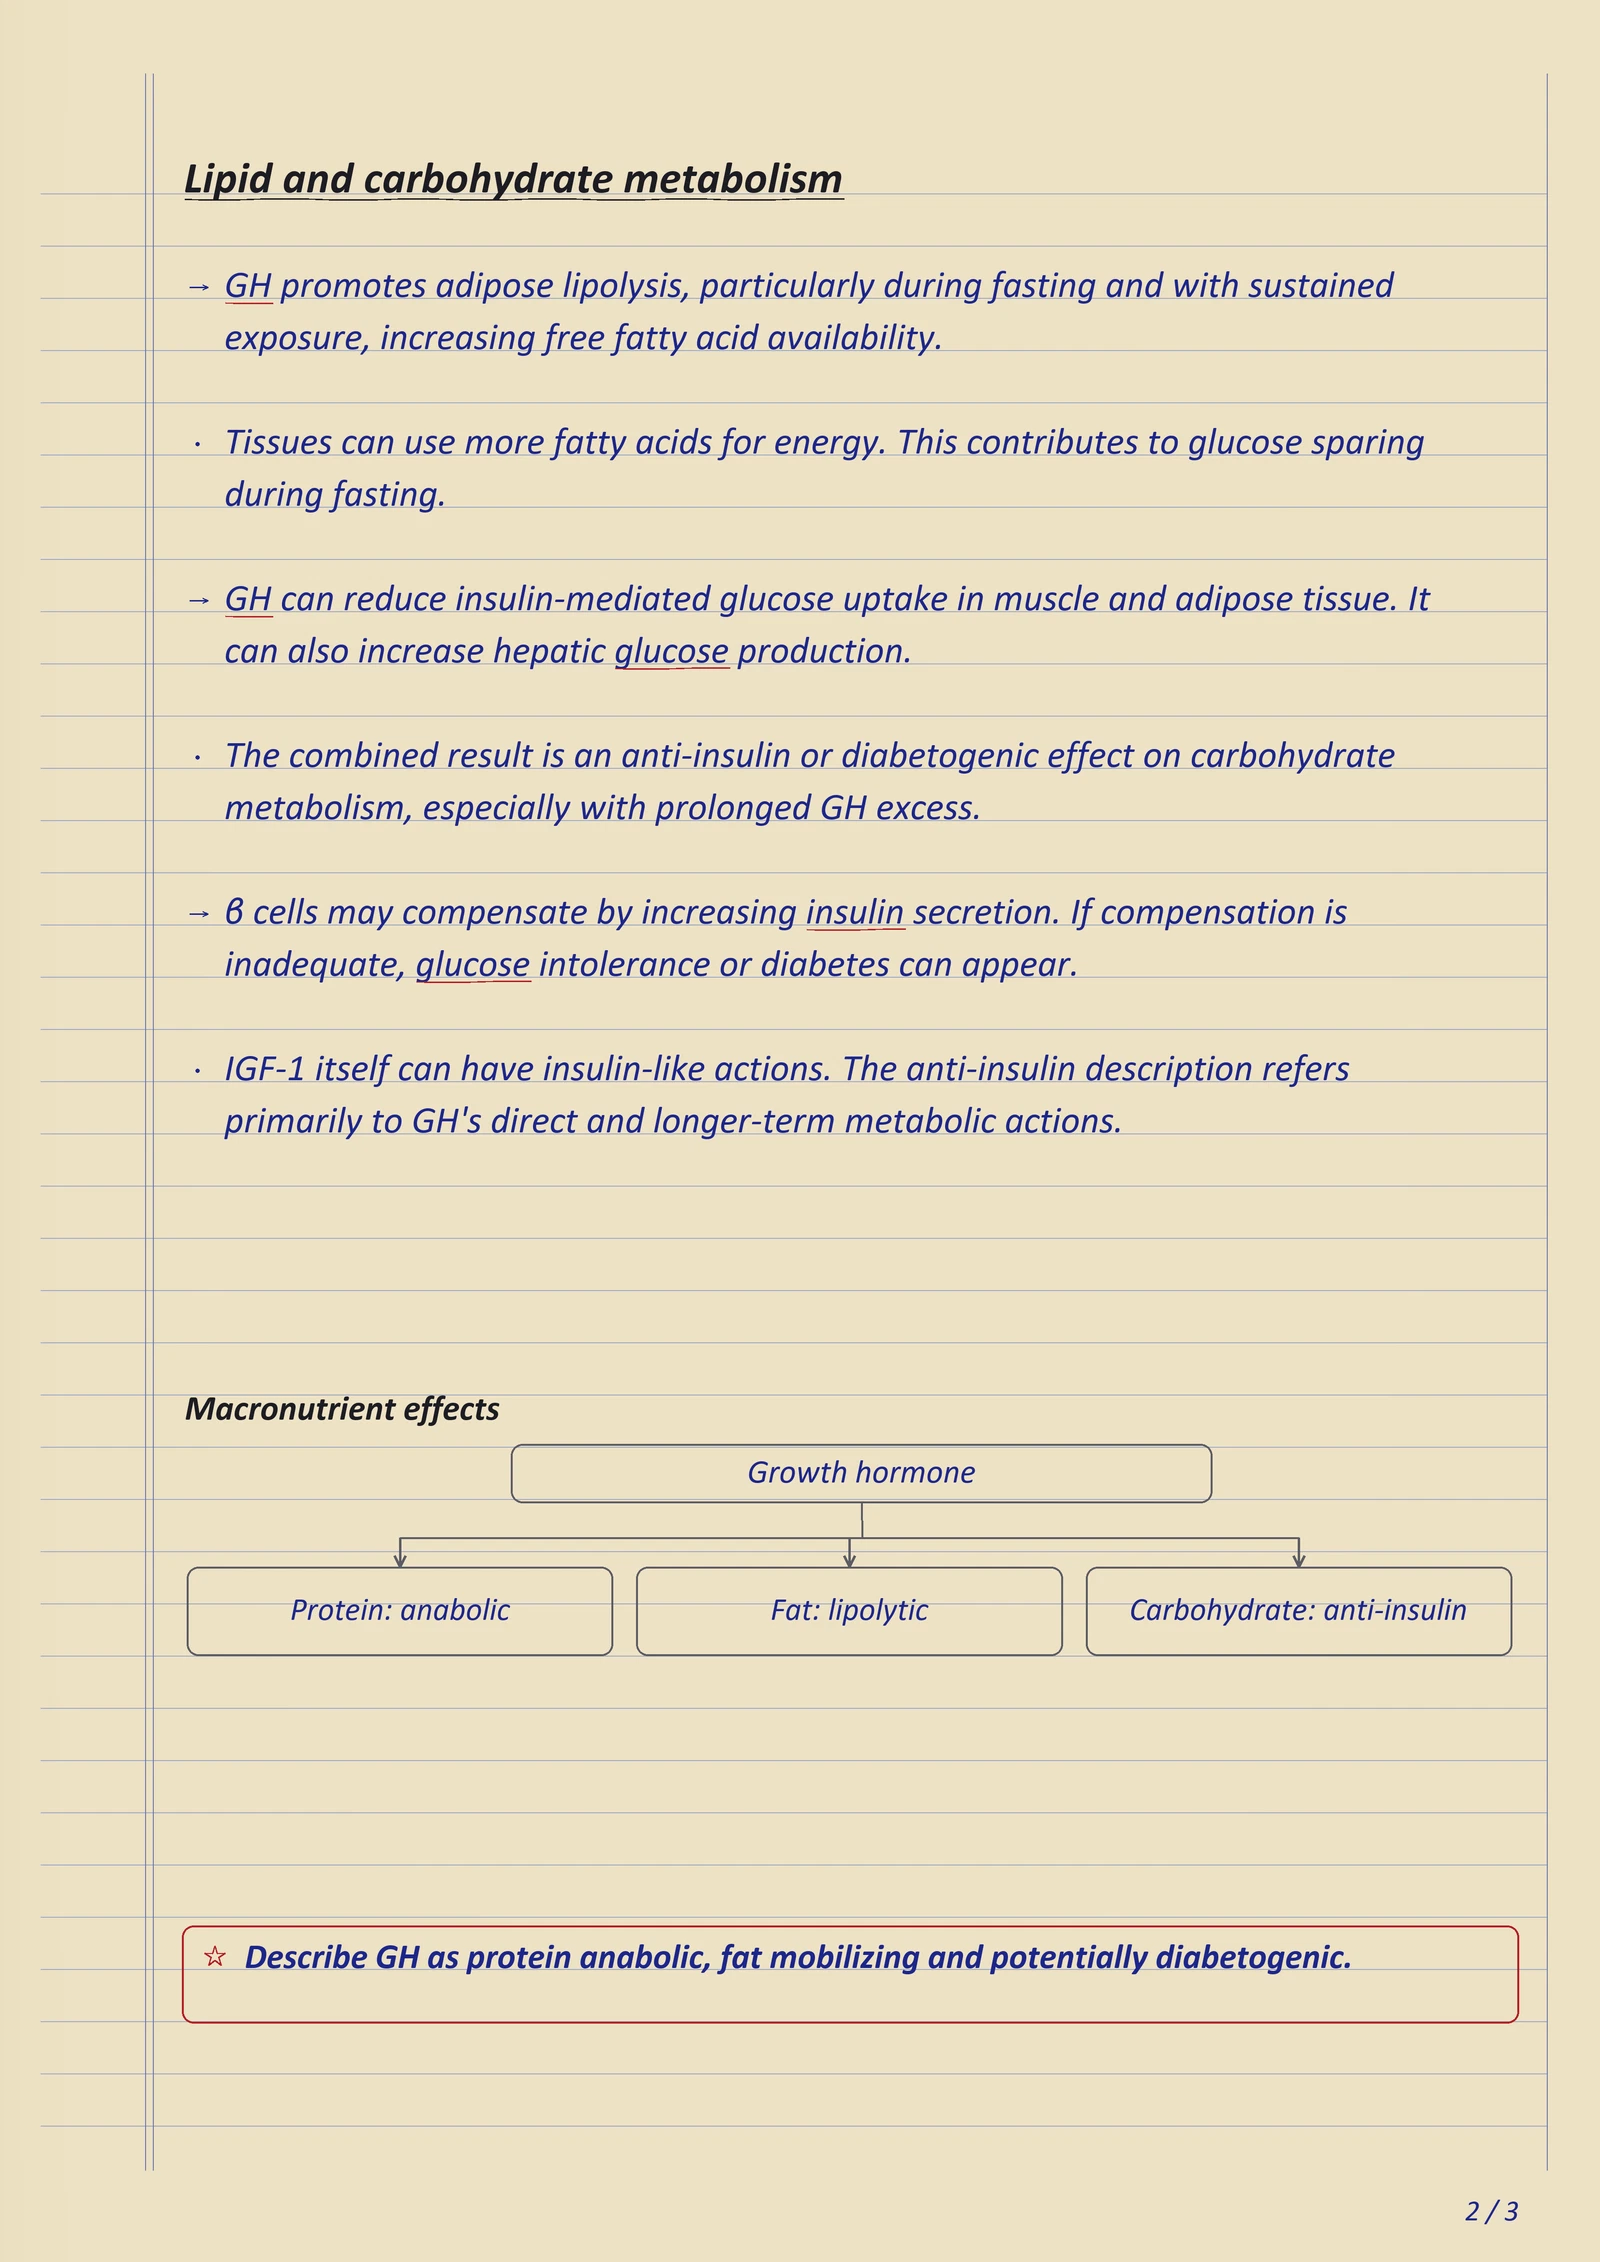 Lipid and carbohydrate metabolism
→ GH promotes adipose lipolysis, particularly during fasting and with sustained
exposure, increasing free fatty acid availability.
· Tissues can use more fatty acids for energy. This contributes to glucose sparing
during fasting.
→ GH can reduce insulin-mediated glucose uptake in muscle and adipose tissue. It
can also increase hepatic glucose production.
· The combined result is an anti-insulin or diabetogenic effect on carbohydrate
metabolism, especially with prolonged GH excess.
→ β cells may compensate by increasing insulin secretion. If compensation is
inadequate, glucose intolerance or diabetes can appear.
· IGF-1 itself can have insulin-like actions. The anti-insulin description refers
primarily to GH's direct and longer-term metabolic actions.
Macronutrient effects
Growth hormone
Protein: anabolic
Fat: lipolytic
Carbohydrate: anti-insulin
☆ Describe GH as protein anabolic, fat mobilizing and potentially diabetogenic.
2 / 3